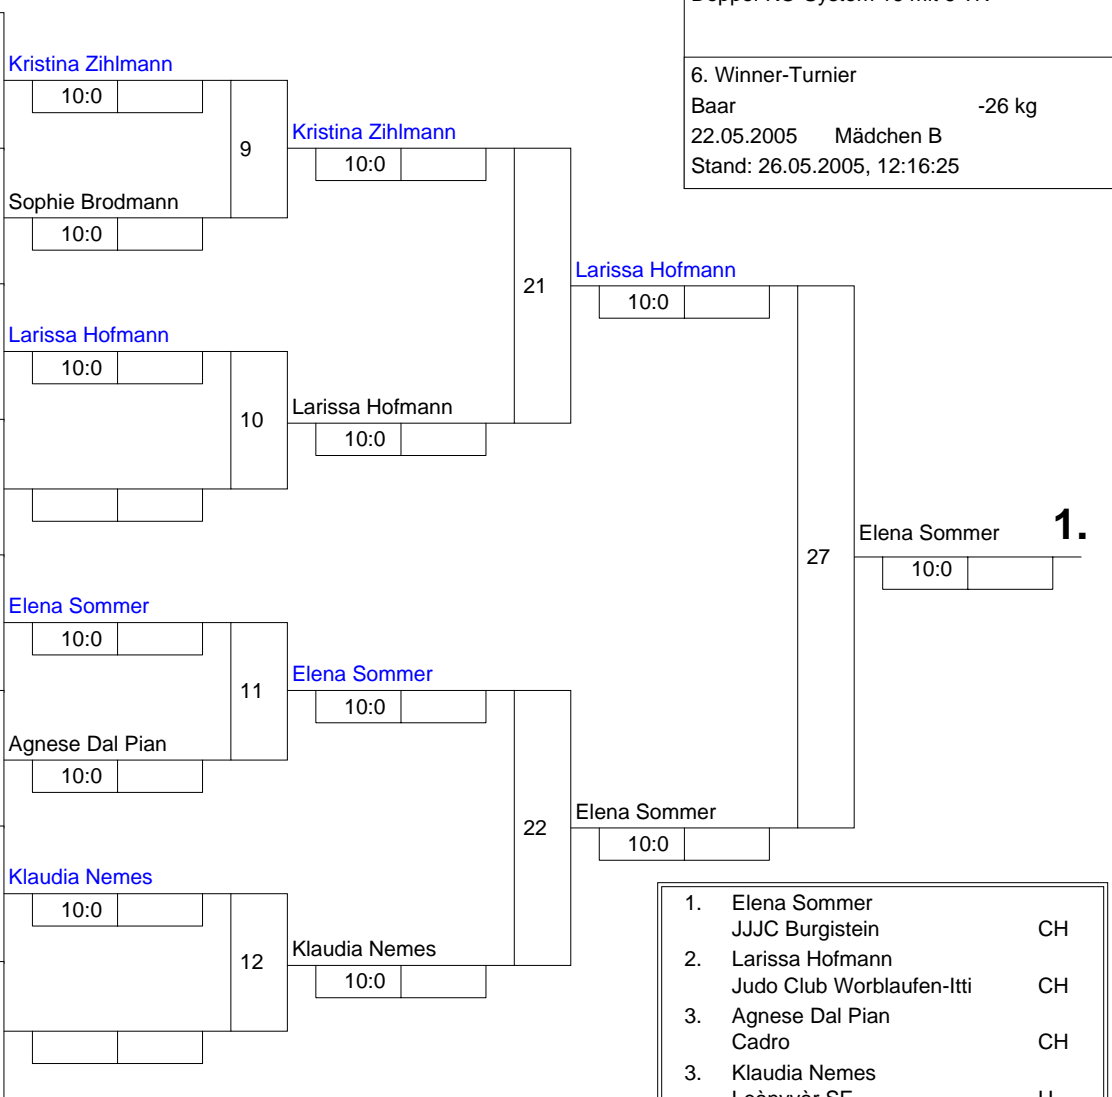 6. Winner-Turnier
Baar -26 kg
22.05.2005 Mädchen B
Stand: 26.05.2005, 12:16:25
Kristina Zihlmann
10:0
9
Sophie Brodmann
10:0
Kristina Zihlmann
10:0
21
Larissa Hofmann
10:0
Larissa Hofmann
10:0
10
Larissa Hofmann
10:0
27
Elena Sommer 1.
10:0
Elena Sommer
10:0
11
Elena Sommer
10:0
Agnese Dal Pian
10:0
22
Elena Sommer
10:0
Klaudia Nemes
10:0
12
Klaudia Nemes
10:0
1. Elena Sommer
JJJC Burgistein CH
2. Larissa Hofmann
Judo Club Worblaufen-Itti CH
3. Agnese Dal Pian
Cadro CH
3. Klaudia Nemes